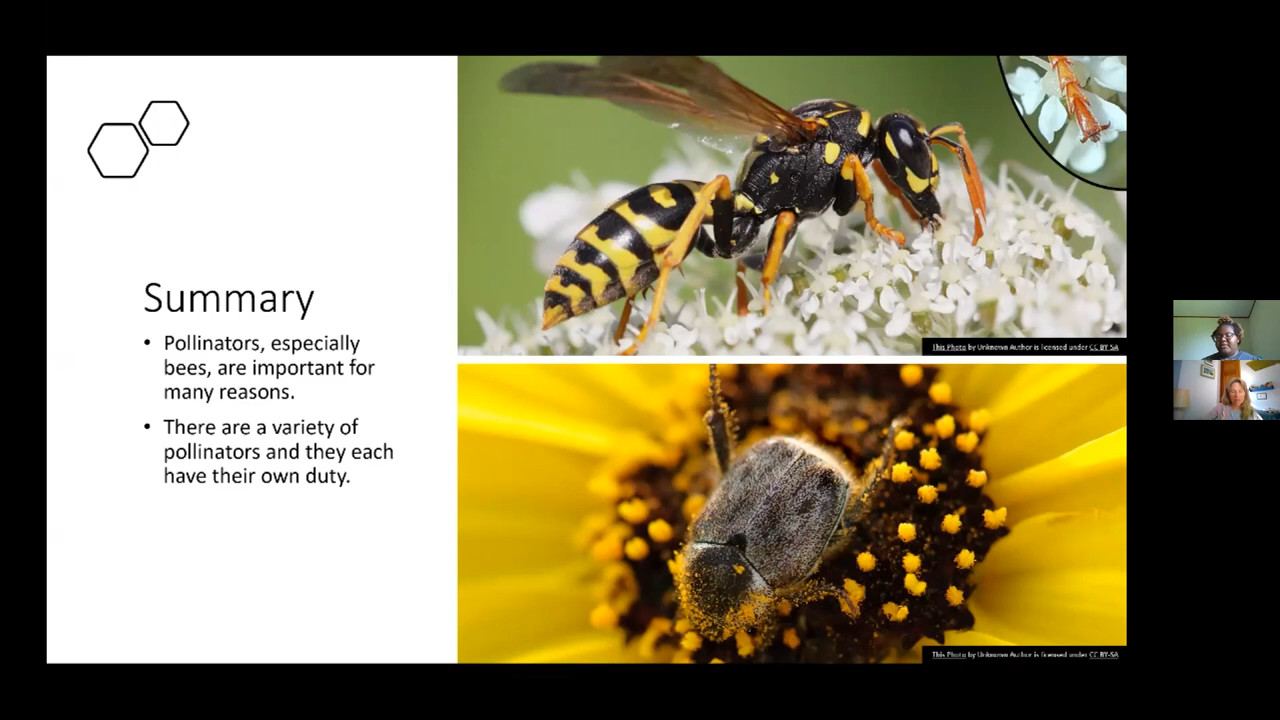 Summary
• Pollinators, especially
bees, are important for
many reasons.
• There are a variety of
pollinators and they each
have their own duty.
This Photo by Unknown Author is licensed under CC BY-SA
This Photo by Unknown Author is licensed under CC BY-SA